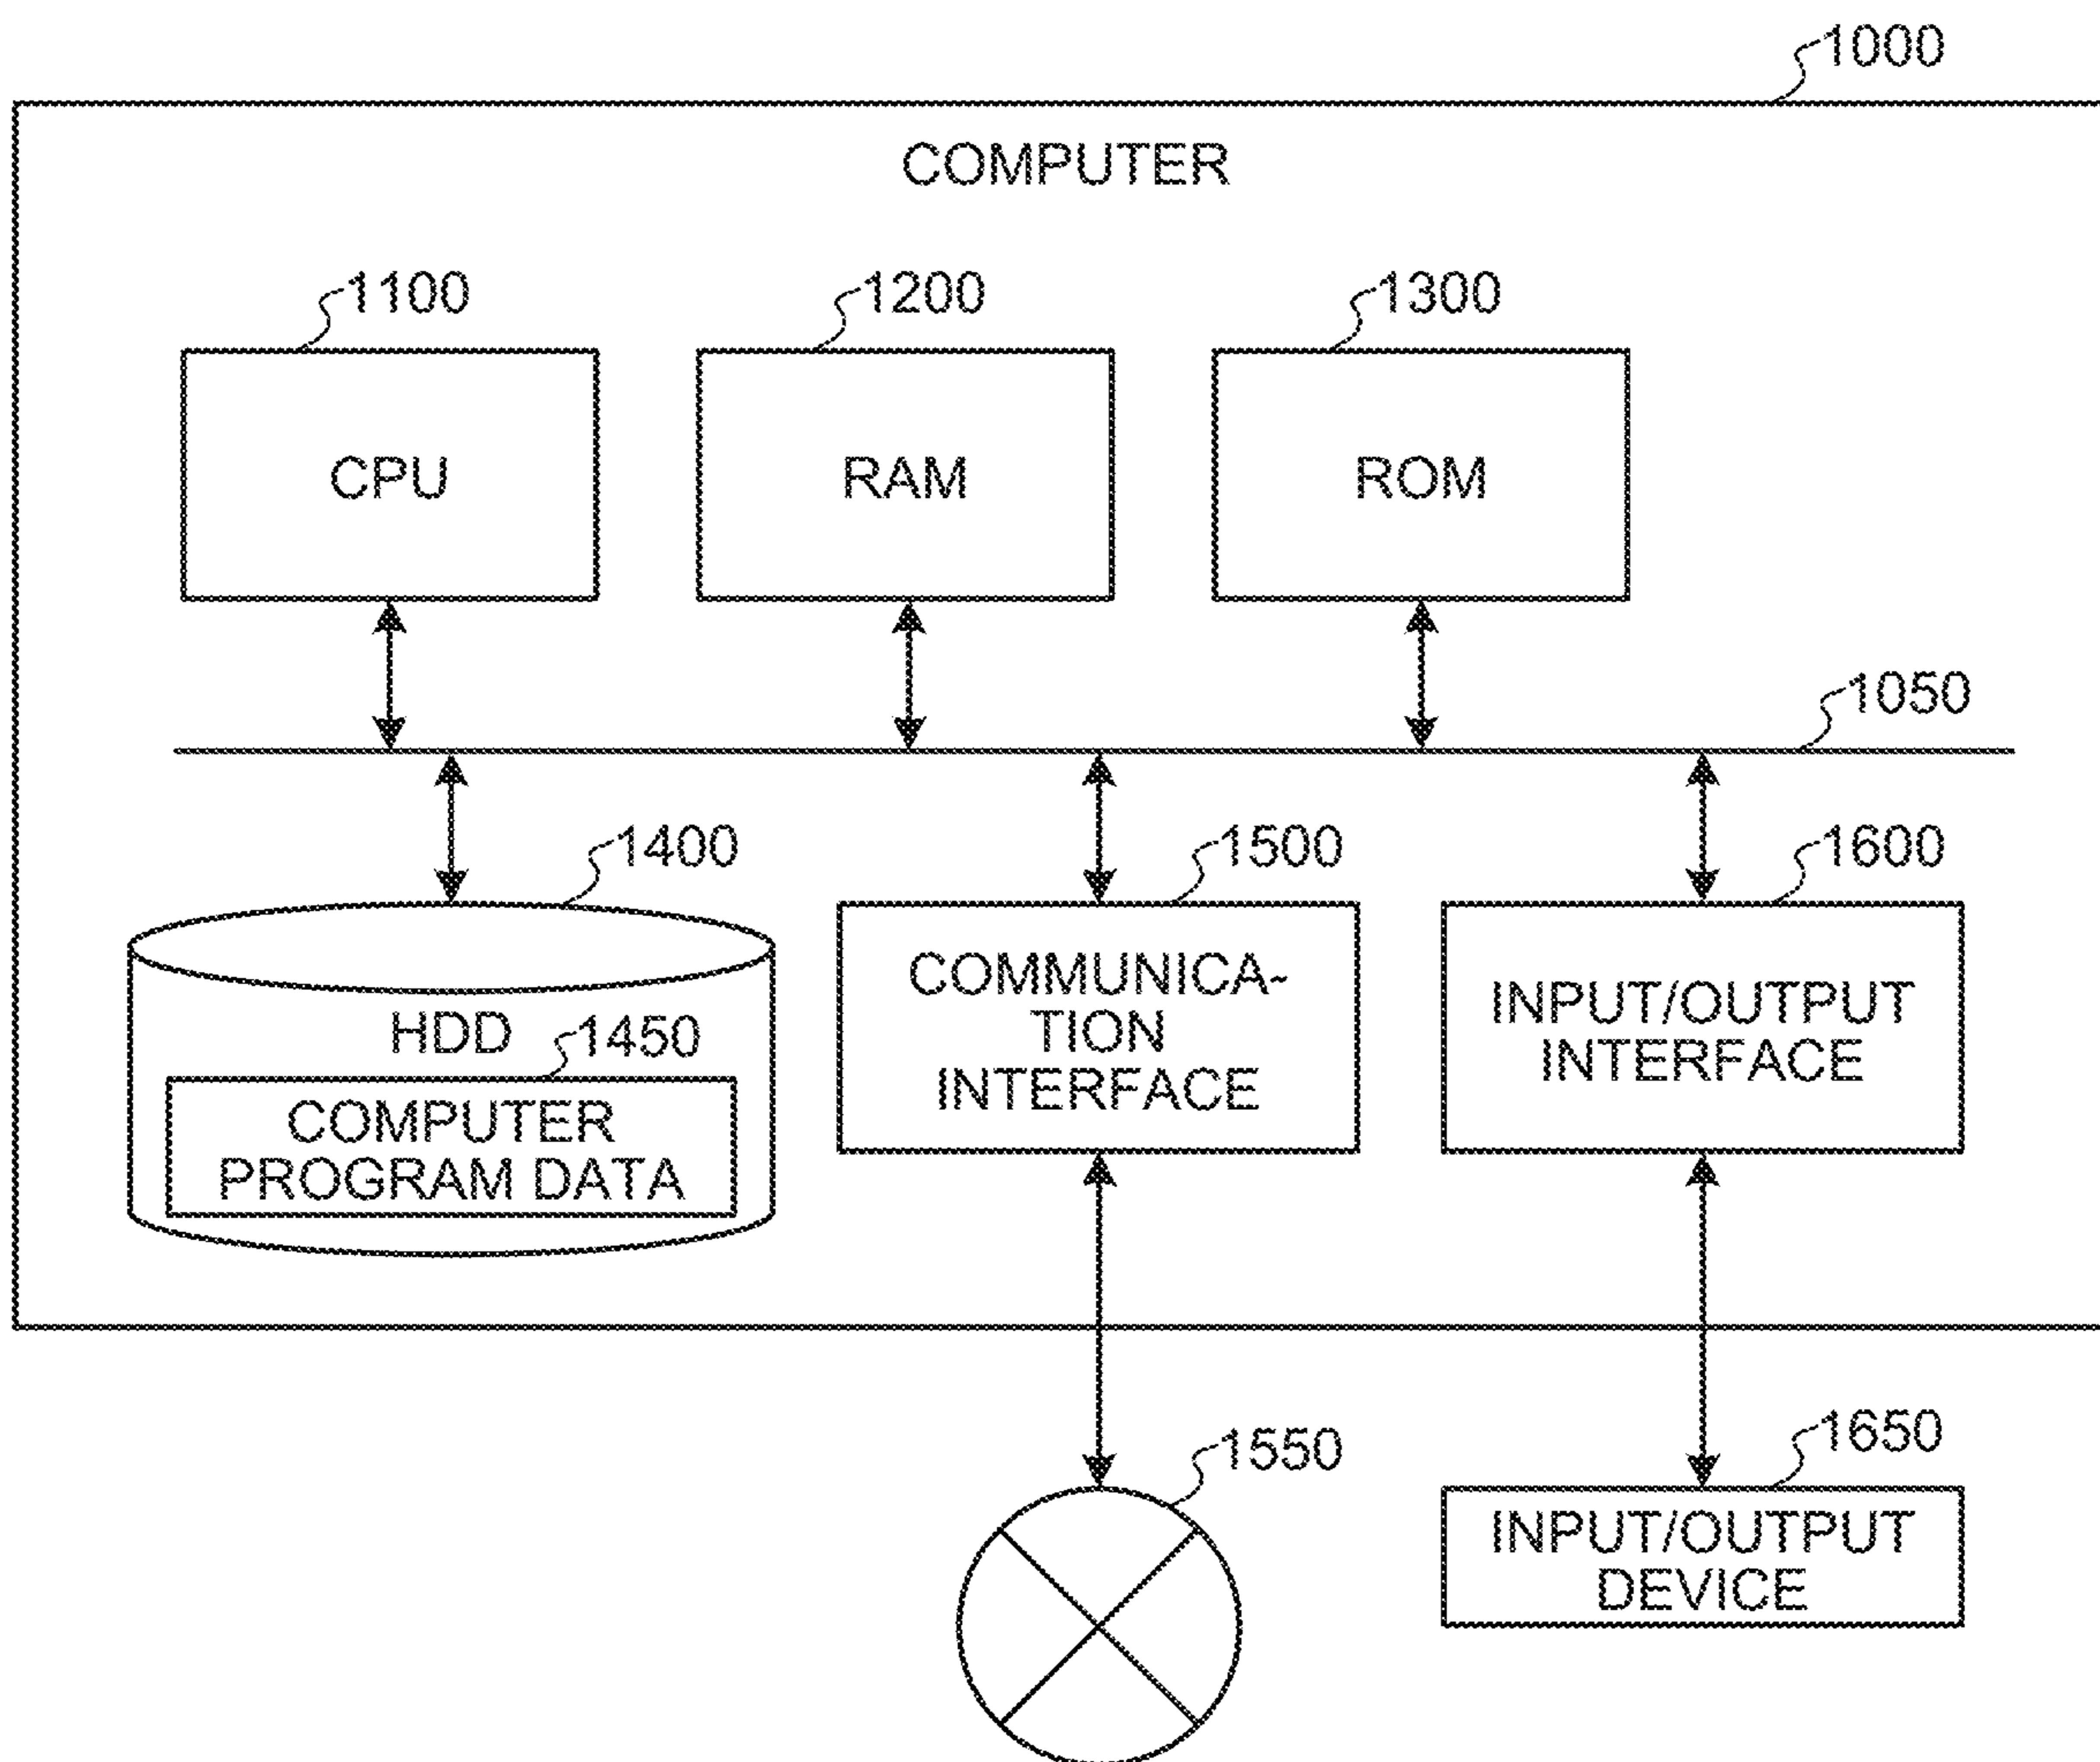 1000
COMPUTER
1100
1200
1300
CPU
RAM
ROM
1050
1400
1500
1600
HDD
1450
COMPUTER
PROGRAM DATA
COMMUNICA-
TION
INTERFACE
INPUT/OUTPUT
INTERFACE
1550
1650
INPUT/OUTPUT
DEVICE